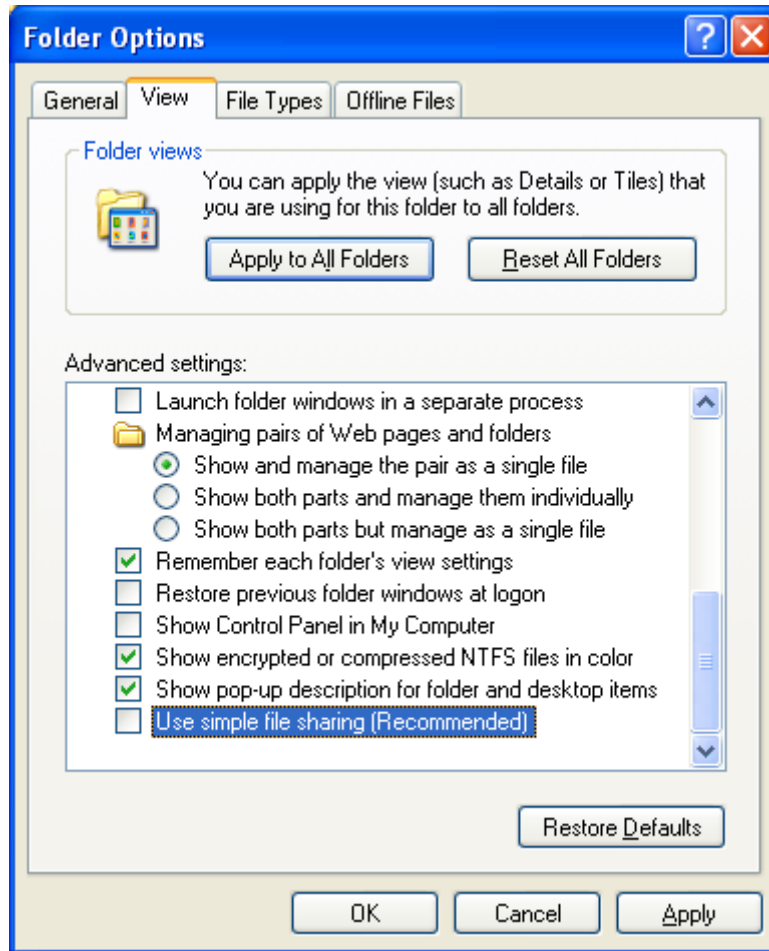 Folder Options
General View File Types Offline Files
Folder views
You can apply the view (such as Details or Tiles) that
you are using for this folder to all folders.
Apply to All Folders Reset All Folders
Advanced settings:
Launch folder windows in a separate process
Managing pairs of Web pages and folders
Show and manage the pair as a single file
Show both parts and manage them individually
Show both parts but manage as a single file
Remember each folder's view settings
Restore previous folder windows at logon
Show Control Panel in My Computer
Show encrypted or compressed NTFS files in color
Show pop-up description for folder and desktop items
Use simple file sharing (Recommended)
Restore Defaults
OK Cancel Apply